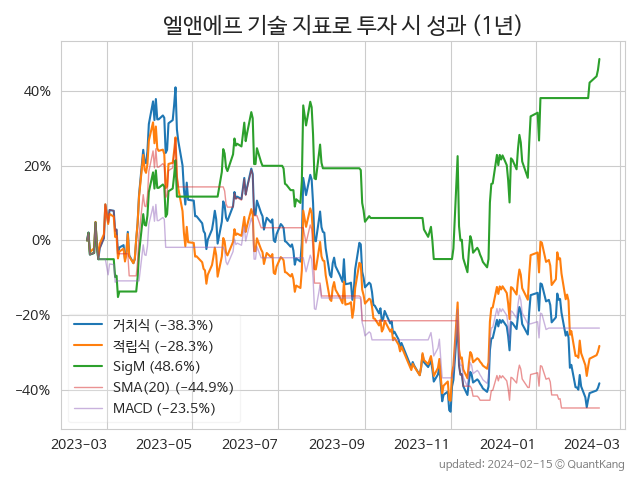 엘앤에프 기술 지표로 투자 시 성과 (1년)
40%
20%
0%
−20%
−40%
거치식 (−38.3%)
적립식 (−28.3%)
SigM (48.6%)
SMA(20) (−44.9%)
MACD (−23.5%)
2023-03
2023-05
2023-07
2023-09
2023-11
2024-01
2024-03
updated: 2024-02-15 © QuantKang